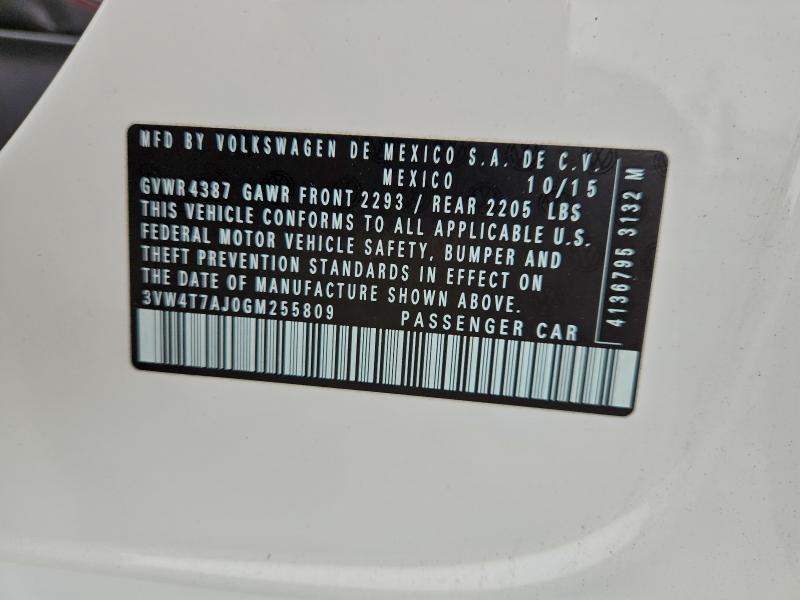 MFD BY VOLKSWAGEN DE MEXICO S.A. DE C.V.
MEXICO 10/15
GVWR4387 GAWR FRONT 2293 / REAR 2205 LBS
THIS VEHICLE CONFORMS TO ALL APPLICABLE U.S.
FEDERAL MOTOR VEHICLE SAFETY, BUMPER AND
THEFT PREVENTION STANDARDS IN EFFECT ON
THE DATE OF MANUFACTURE SHOWN ABOVE.
3VW4T7AJ0GM255809 PASSENGER CAR
4136795 3132 M